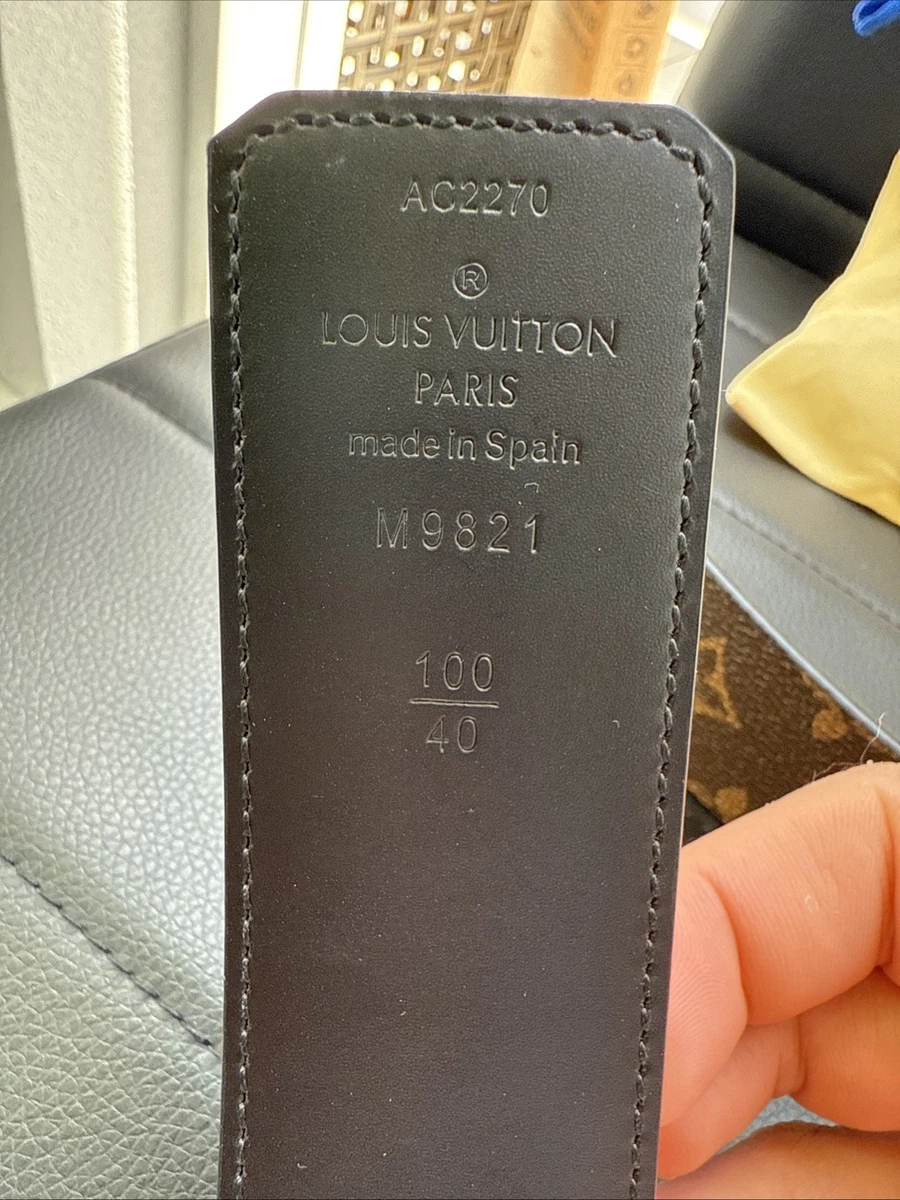 AC2270
®
LOUIS VUITTON
PARIS
made in Spain
M9821
100
40